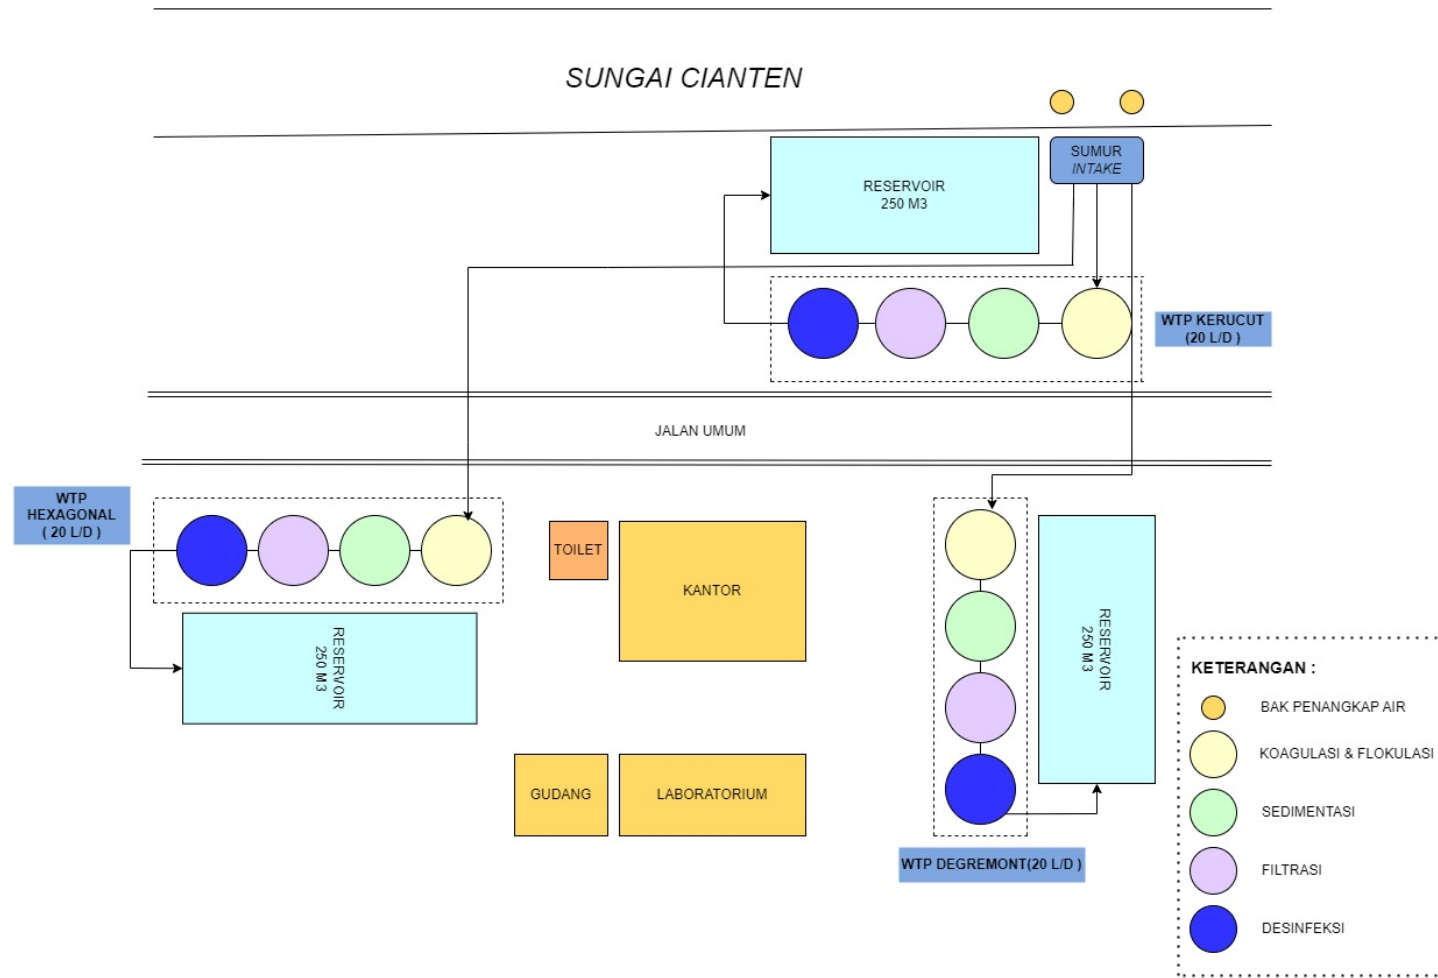 SUNGAI CIANTEN
SUMUR
INTAKE
RESERVOIR
250 M3
WTP KERUCUT
(20 L/D )
JALAN UMUM
WTP
HEXAGONAL
( 20 L/D )
TOILET
KANTOR
RESERVOIR
250 M3
RESERVOIR
250 M3
GUDANG
LABORATORIUM
WTP DEGREMONT(20 L/D )
KETERANGAN :
BAK PENANGKAP AIR
KOAGULASI & FLOKULASI
SEDIMENTASI
FILTRASI
DESINFEKSI